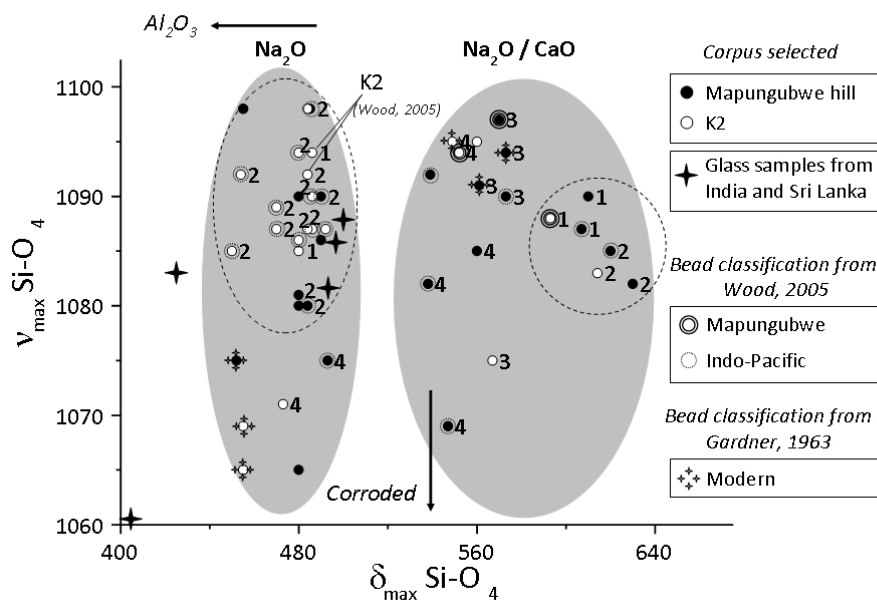 Al2O3
Na2O
Na2O / CaO
K2
(Wood, 2005)
1100
1090
1080
1070
1060
νmax Si-O4
400
480
560
640
δmax Si-O4
2
2
1
2
2
2
2
2
2
2
2
2
1
2
2
4
4
3
4
4
3
3
3
1
1
1
4
2
2
2
4
3
4
Corroded
Corpus selected
Mapungubwe hill
K2
Glass samples from
India and Sri Lanka
Bead classification from
Wood, 2005
Mapungubwe
Indo-Pacific
Bead classification from
Gardner, 1963
Modern